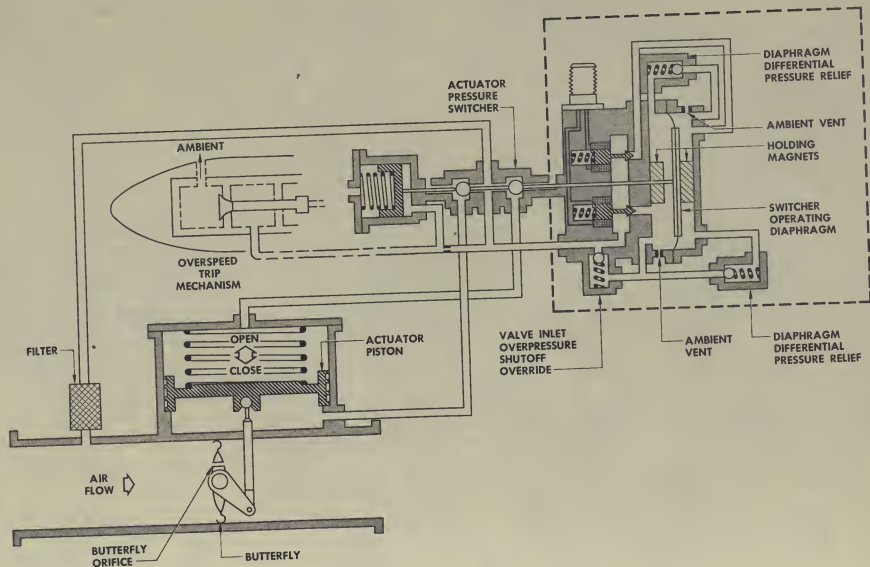 DIAPHRAGM
DIFFERENTIAL
PRESSURE RELIEF
ACTUATOR
PRESSURE
SWITCHER
AMBIENT VENT
AMBIENT
HOLDING
MAGNETS
SWITCHER
OPERATING
DIAPHRAGM
OVERSPEED
TRIP
MECHANISM
FILTER
OPEN
CLOSE
ACTUATOR
PISTON
VALVE INLET
OVERPRESSURE
SHUTOFF
OVERRIDE
AMBIENT
VENT
DIAPHRAGM
DIFFERENTIAL
PRESSURE RELIEF
AIR
FLOW
BUTTERFLY
ORIFICE
BUTTERFLY